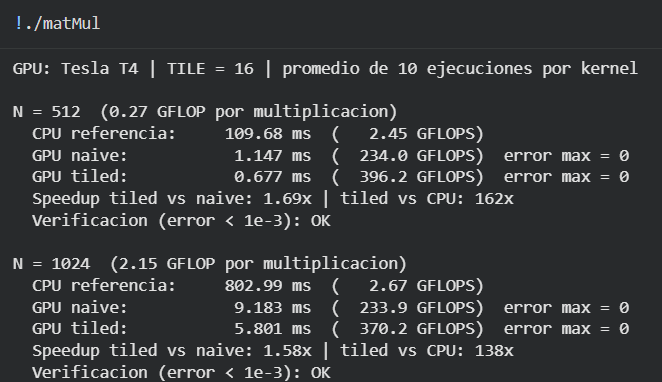 !./matMul
GPU: Tesla T4 | TILE = 16 | promedio de 10 ejecuciones por kernel
N = 512  (0.27 GFLOP por multiplicacion)
  CPU referencia:     109.68 ms  (   2.45 GFLOPS)
  GPU naive:           1.147 ms  (  234.0 GFLOPS)  error max = 0
  GPU tiled:           0.677 ms  (  396.2 GFLOPS)  error max = 0
  Speedup tiled vs naive: 1.69x | tiled vs CPU: 162x
  Verificacion (error < 1e-3): OK
N = 1024  (2.15 GFLOP por multiplicacion)
  CPU referencia:     802.99 ms  (   2.67 GFLOPS)
  GPU naive:           9.183 ms  (  233.9 GFLOPS)  error max = 0
  GPU tiled:           5.801 ms  (  370.2 GFLOPS)  error max = 0
  Speedup tiled vs naive: 1.58x | tiled vs CPU: 138x
  Verificacion (error < 1e-3): OK